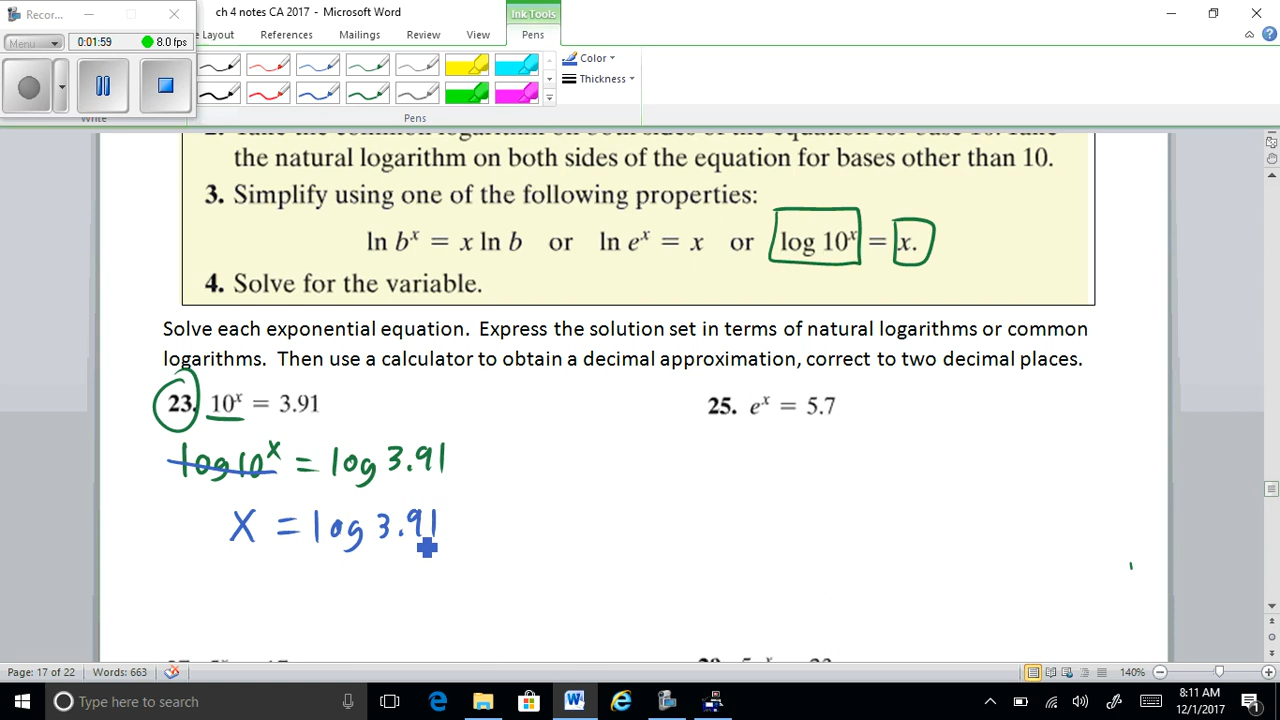 Recor...
ch 4 notes CA 2017 - Microsoft Word
Ink Tools
Menu
0:01:59
8.0 fps
Layout
References
Mailings
Review
View
Pens
Color
Thickness
Write
Pens
the natural logarithm on both sides of the equation for bases other than 10.
3. Simplify using one of the following properties:
ln bˣ = x ln b or ln eˣ = x or log 10ˣ = x.
4. Solve for the variable.
Solve each exponential equation. Express the solution set in terms of natural logarithms or common
logarithms. Then use a calculator to obtain a decimal approximation, correct to two decimal places.
23. 10ˣ = 3.91
25. eˣ = 5.7
log 10ˣ = log 3.91
X = log 3.91
Page: 17 of 22
Words: 663
140%
Type here to search
8:11 AM
12/1/2017